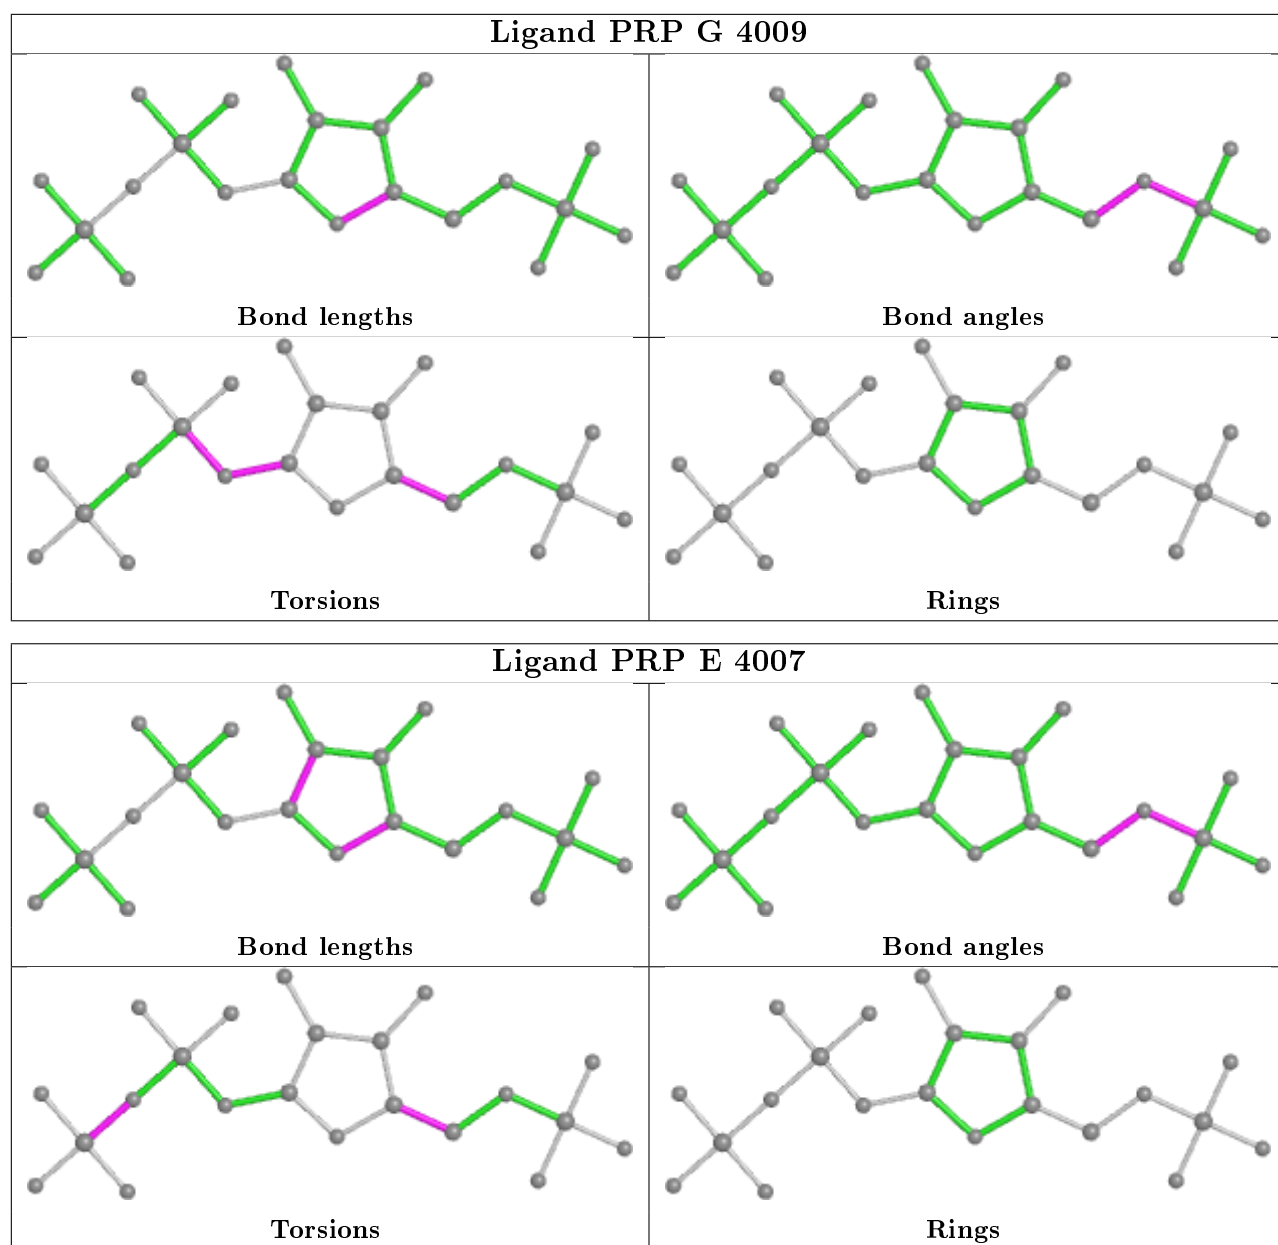 Ligand PRP G 4009
Bond lengths
Bond angles
Torsions
Rings
Ligand PRP E 4007
Bond lengths
Bond angles
Torsions
Rings